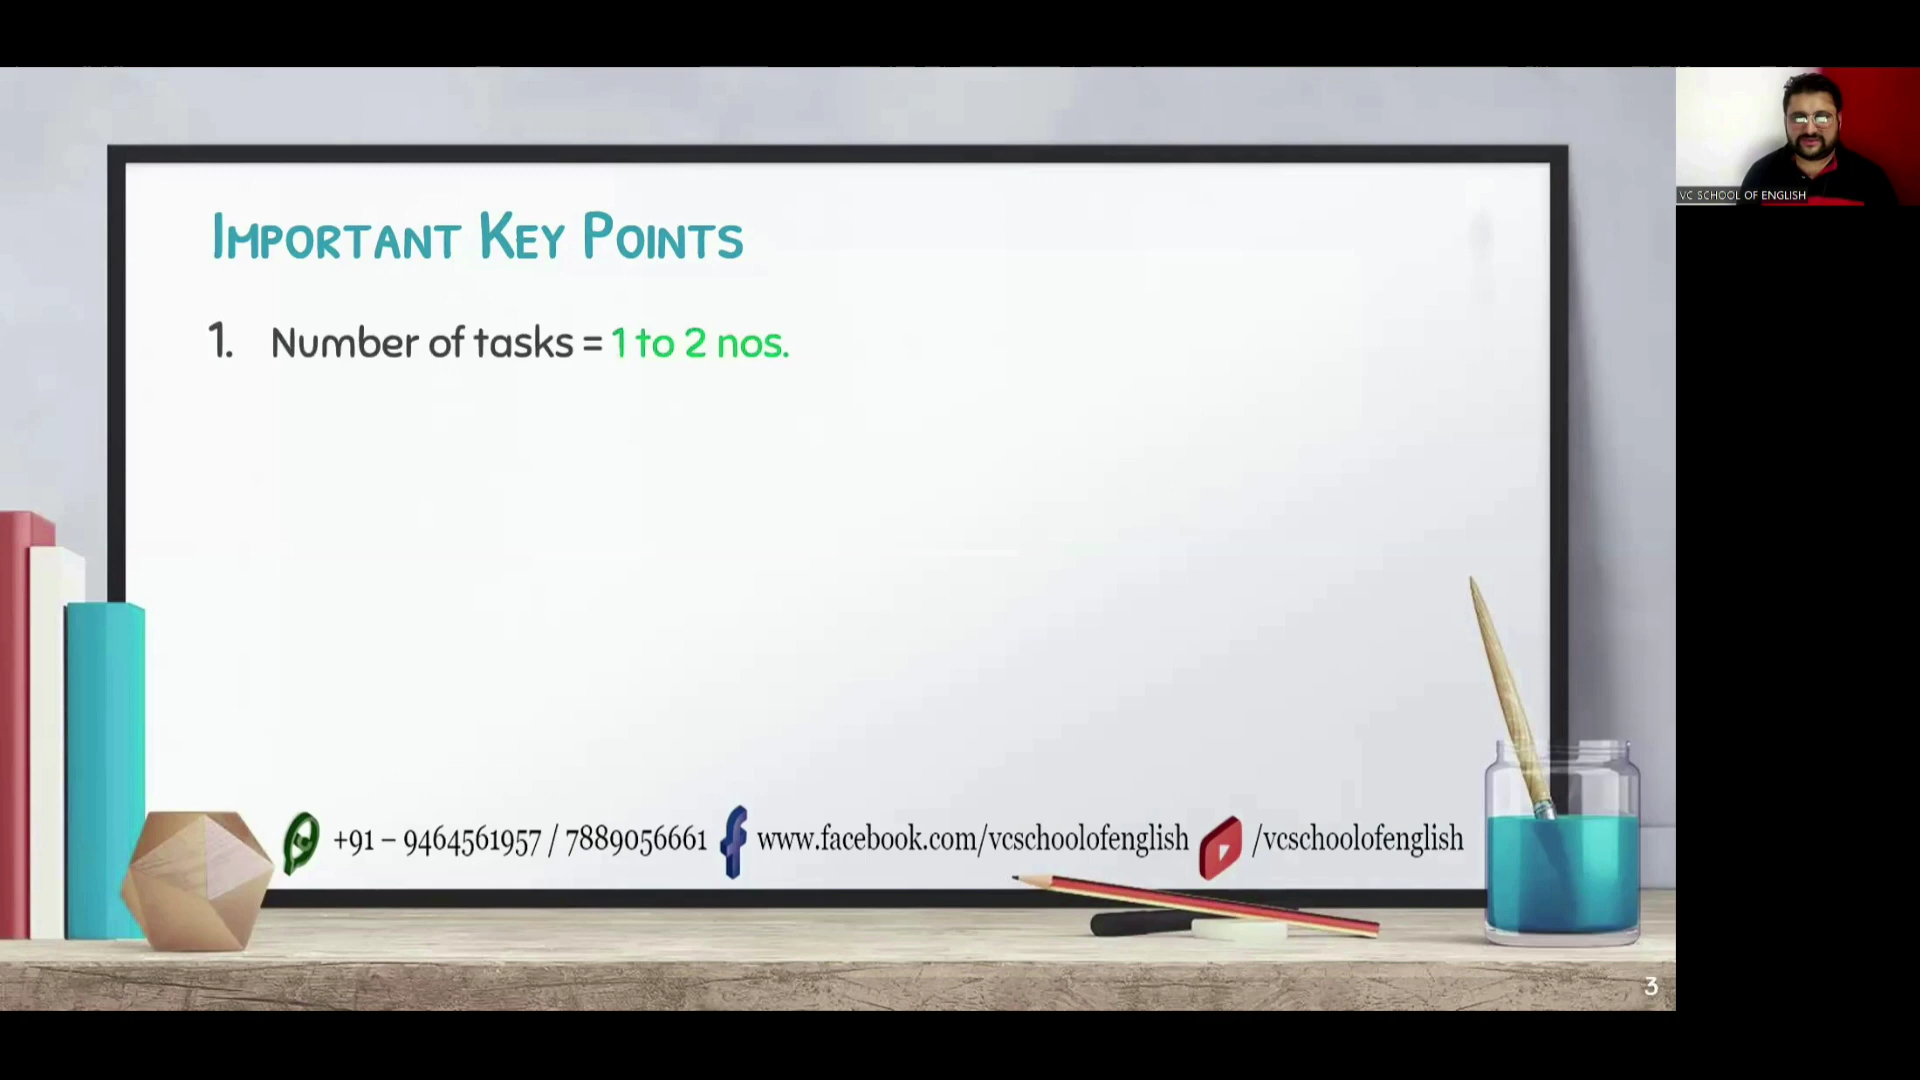 IMPORTANT KEY POINTS
1. Number of tasks = 1 to 2 nos.
+91 – 9464561957 / 7889056661 www.facebook.com/vcschoolofenglish /vcschoolofenglish
3
VC SCHOOL OF ENGLISH